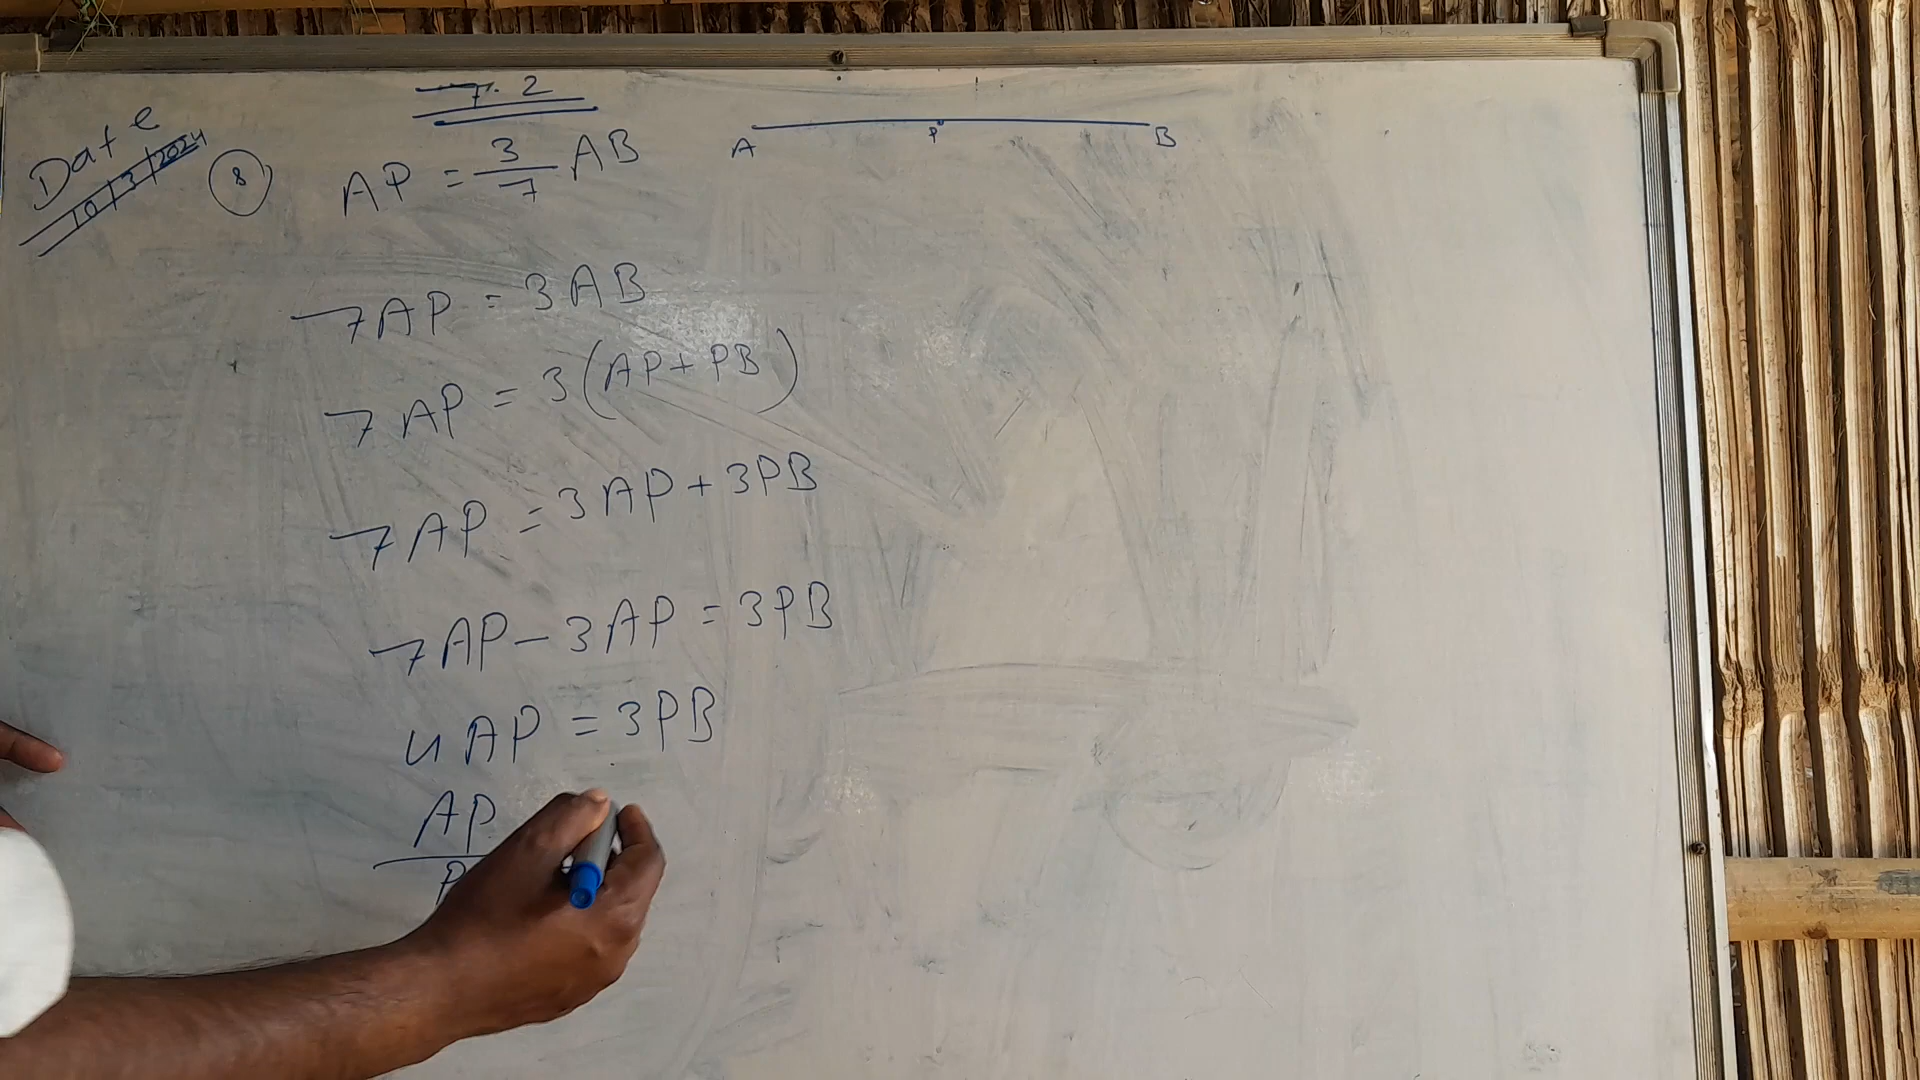 7.2
Date
10/3/2024
8
AP = 3/7 AB
A P B
7AP = 3AB
7AP = 3(AP+PB)
7AP = 3AP+3PB
7AP-3AP=3PB
4AP = 3PB
AP
P